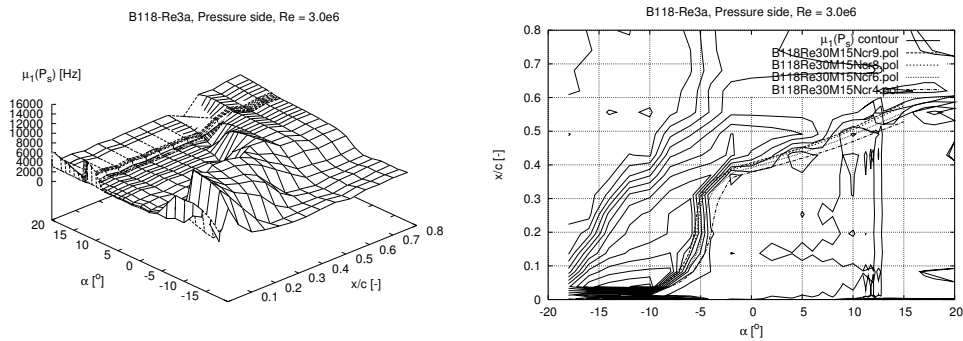 B118-Re3a, Pressure side, Re = 3.0e6
μ1(Ps) [Hz]
16000
14000
12000
10000
8000
6000
4000
2000
0
20
15
10
5
0
-5
-10
-15
α [°]
0.1
0.2
0.3
0.4
0.5
0.6
0.7
0.8
x/c [-]
B118-Re3a, Pressure side, Re = 3.0e6
μ1(Ps) contour
B118Re30M15Ncr9.pol
B118Re30M15Ncr8.pol
B118Re30M15Ncr6.pol
B118Re30M15Ncr4.pol
0.8
0.7
0.6
0.5
0.4
0.3
0.2
0.1
0
x/c [-]
-20 -15 -10 -5 0 5 10 15 20
α [°]